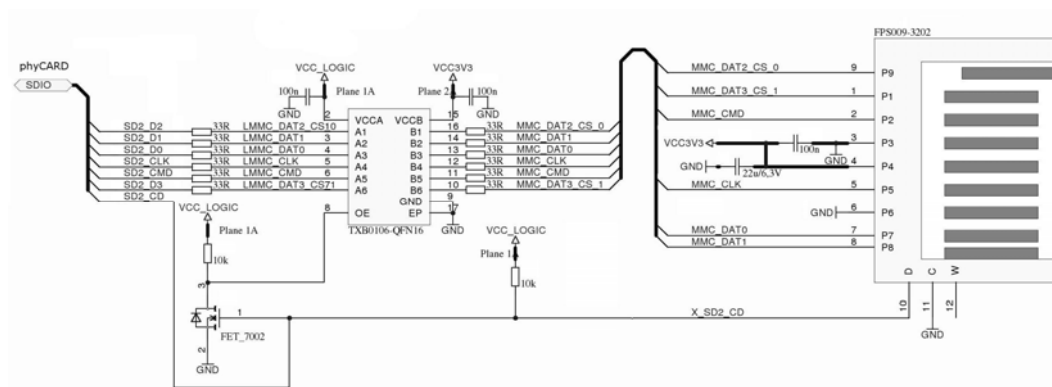 FPS009-3202
phyCARD
SDIO
VCC_LOGIC
VCC3V3
100n
Plane 1A
Plane 2
100n
GND
GND
2
15
VCCA
VCCB
SD2_D2
33R
LMMC_DAT2_CS10
A1
B1
16
33R
MMC_DAT2_CS_0
SD2_D1
33R
LMMC_DAT1
3
A2
B2
14
33R
MMC_DAT1
SD2_D0
33R
LMMC_DAT0
4
A3
B3
13
33R
MMC_DAT0
SD2_CLK
33R
LMMC_CLK
5
A4
B4
12
33R
MMC_CLK
SD2_CMD
33R
LMMC_CMD
6
A5
B5
11
33R
MMC_CMD
SD2_D3
33R
LMMC_DAT3_CS71
A6
B6
10
33R
MMC_DAT3_CS_1
SD2_CD
GND
9
8
OE
EP
17
GND
TXB0106-QFN16
VCC_LOGIC
Plane 1A
10k
3
1
FET_7002
2
GND
VCC_LOGIC
Plane 1
10k
X_SD2_CD
MMC_DAT2_CS_0
9
P9
MMC_DAT3_CS_1
1
P1
MMC_CMD
2
P2
VCC3V3
100n
GND
3
P3
GND
22u/6,3V
4
P4
MMC_CLK
5
P5
GND
6
P6
MMC_DAT0
7
P7
MMC_DAT1
8
P8
D
C
W
10
11
12
GND